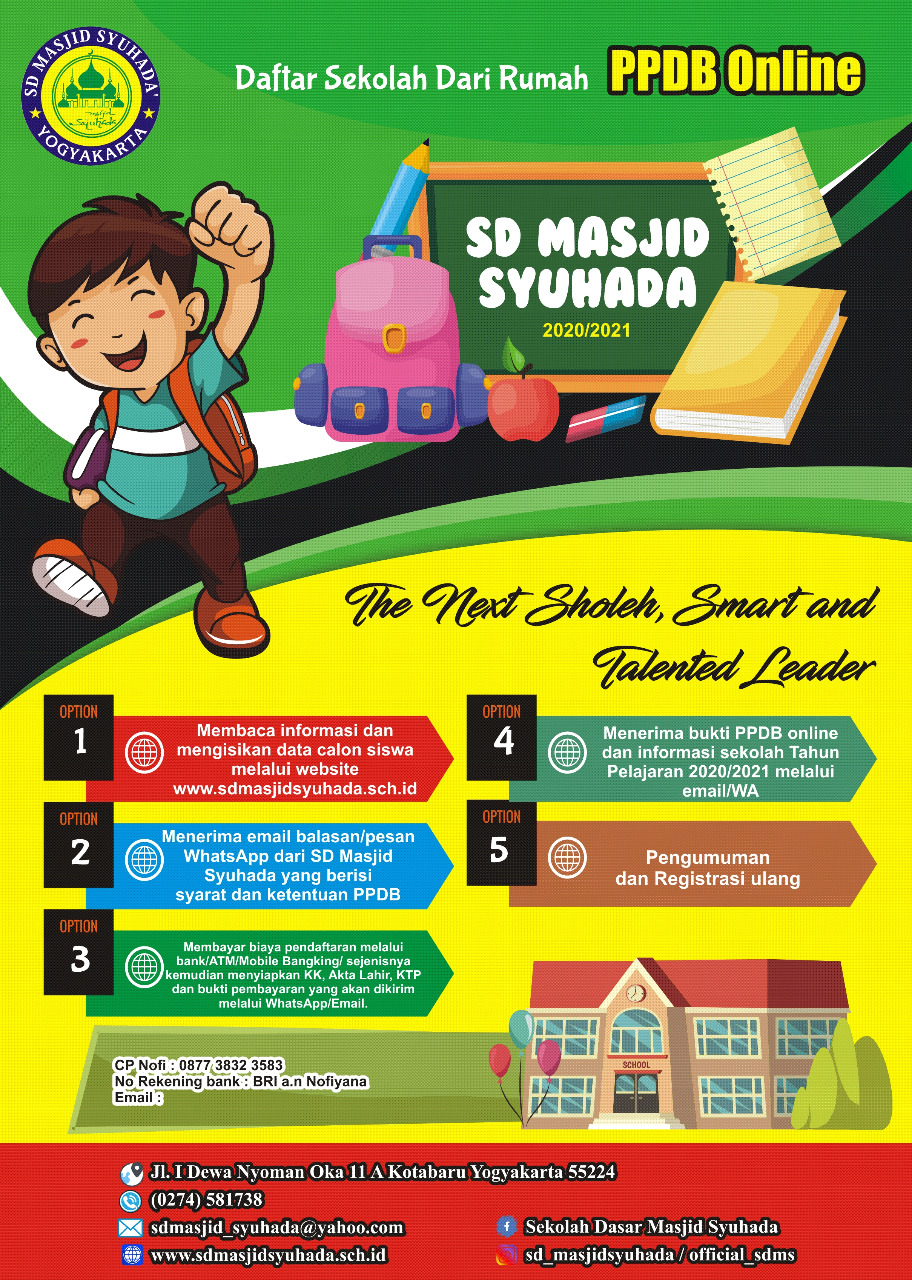 SD MASJID SYUHADA'
masjid
Syuhada
YOGYAKARTA
Daftar Sekolah Dari Rumah PPDB Online
SD MASJID
SYUHADA
2020/2021
The Next Sholeh, Smart and
Talented Leader
OPTION
1
Membaca informasi dan
mengisikan data calon siswa
melalui website
www.sdmasjidsyuhada.sch.id
OPTION
2
Menerima email balasan/pesan
WhatsApp dari SD Masjid
Syuhada yang berisi
syarat dan ketentuan PPDB
OPTION
3
Membayar biaya pendaftaran melalui
bank/ATM/Mobile Bangking/ sejenisnya
kemudian menyiapkan KK, Akta Lahir, KTP
dan bukti pembayaran yang akan dikirim
melalui WhatsApp/Email.
OPTION
4
Menerima bukti PPDB online
dan informasi sekolah Tahun
Pelajaran 2020/2021 melalui
email/WA
OPTION
5
Pengumuman
dan Registrasi ulang
SCHOOL
CP Nofi : 0877 3832 3583
No Rekening bank : BRI a.n Nofiyana
Email :
Jl. I Dewa Nyoman Oka 11 A Kotabaru Yogyakarta 55224
(0274) 581738
sdmasjid_syuhada@yahoo.com
www.sdmasjidsyuhada.sch.id
Sekolah Dasar Masjid Syuhada
sd_masjidsyuhada / official_sdms